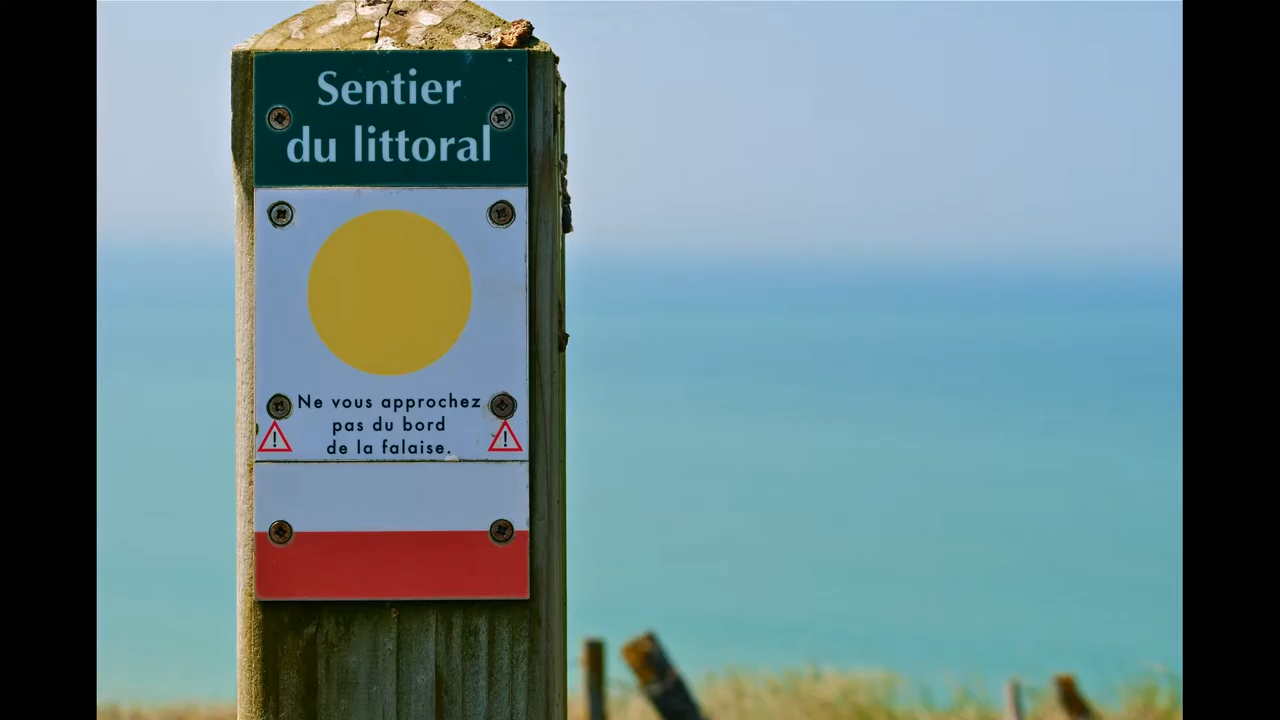 Sentier
du littoral
Ne vous approchez
pas du bord
de la falaise.